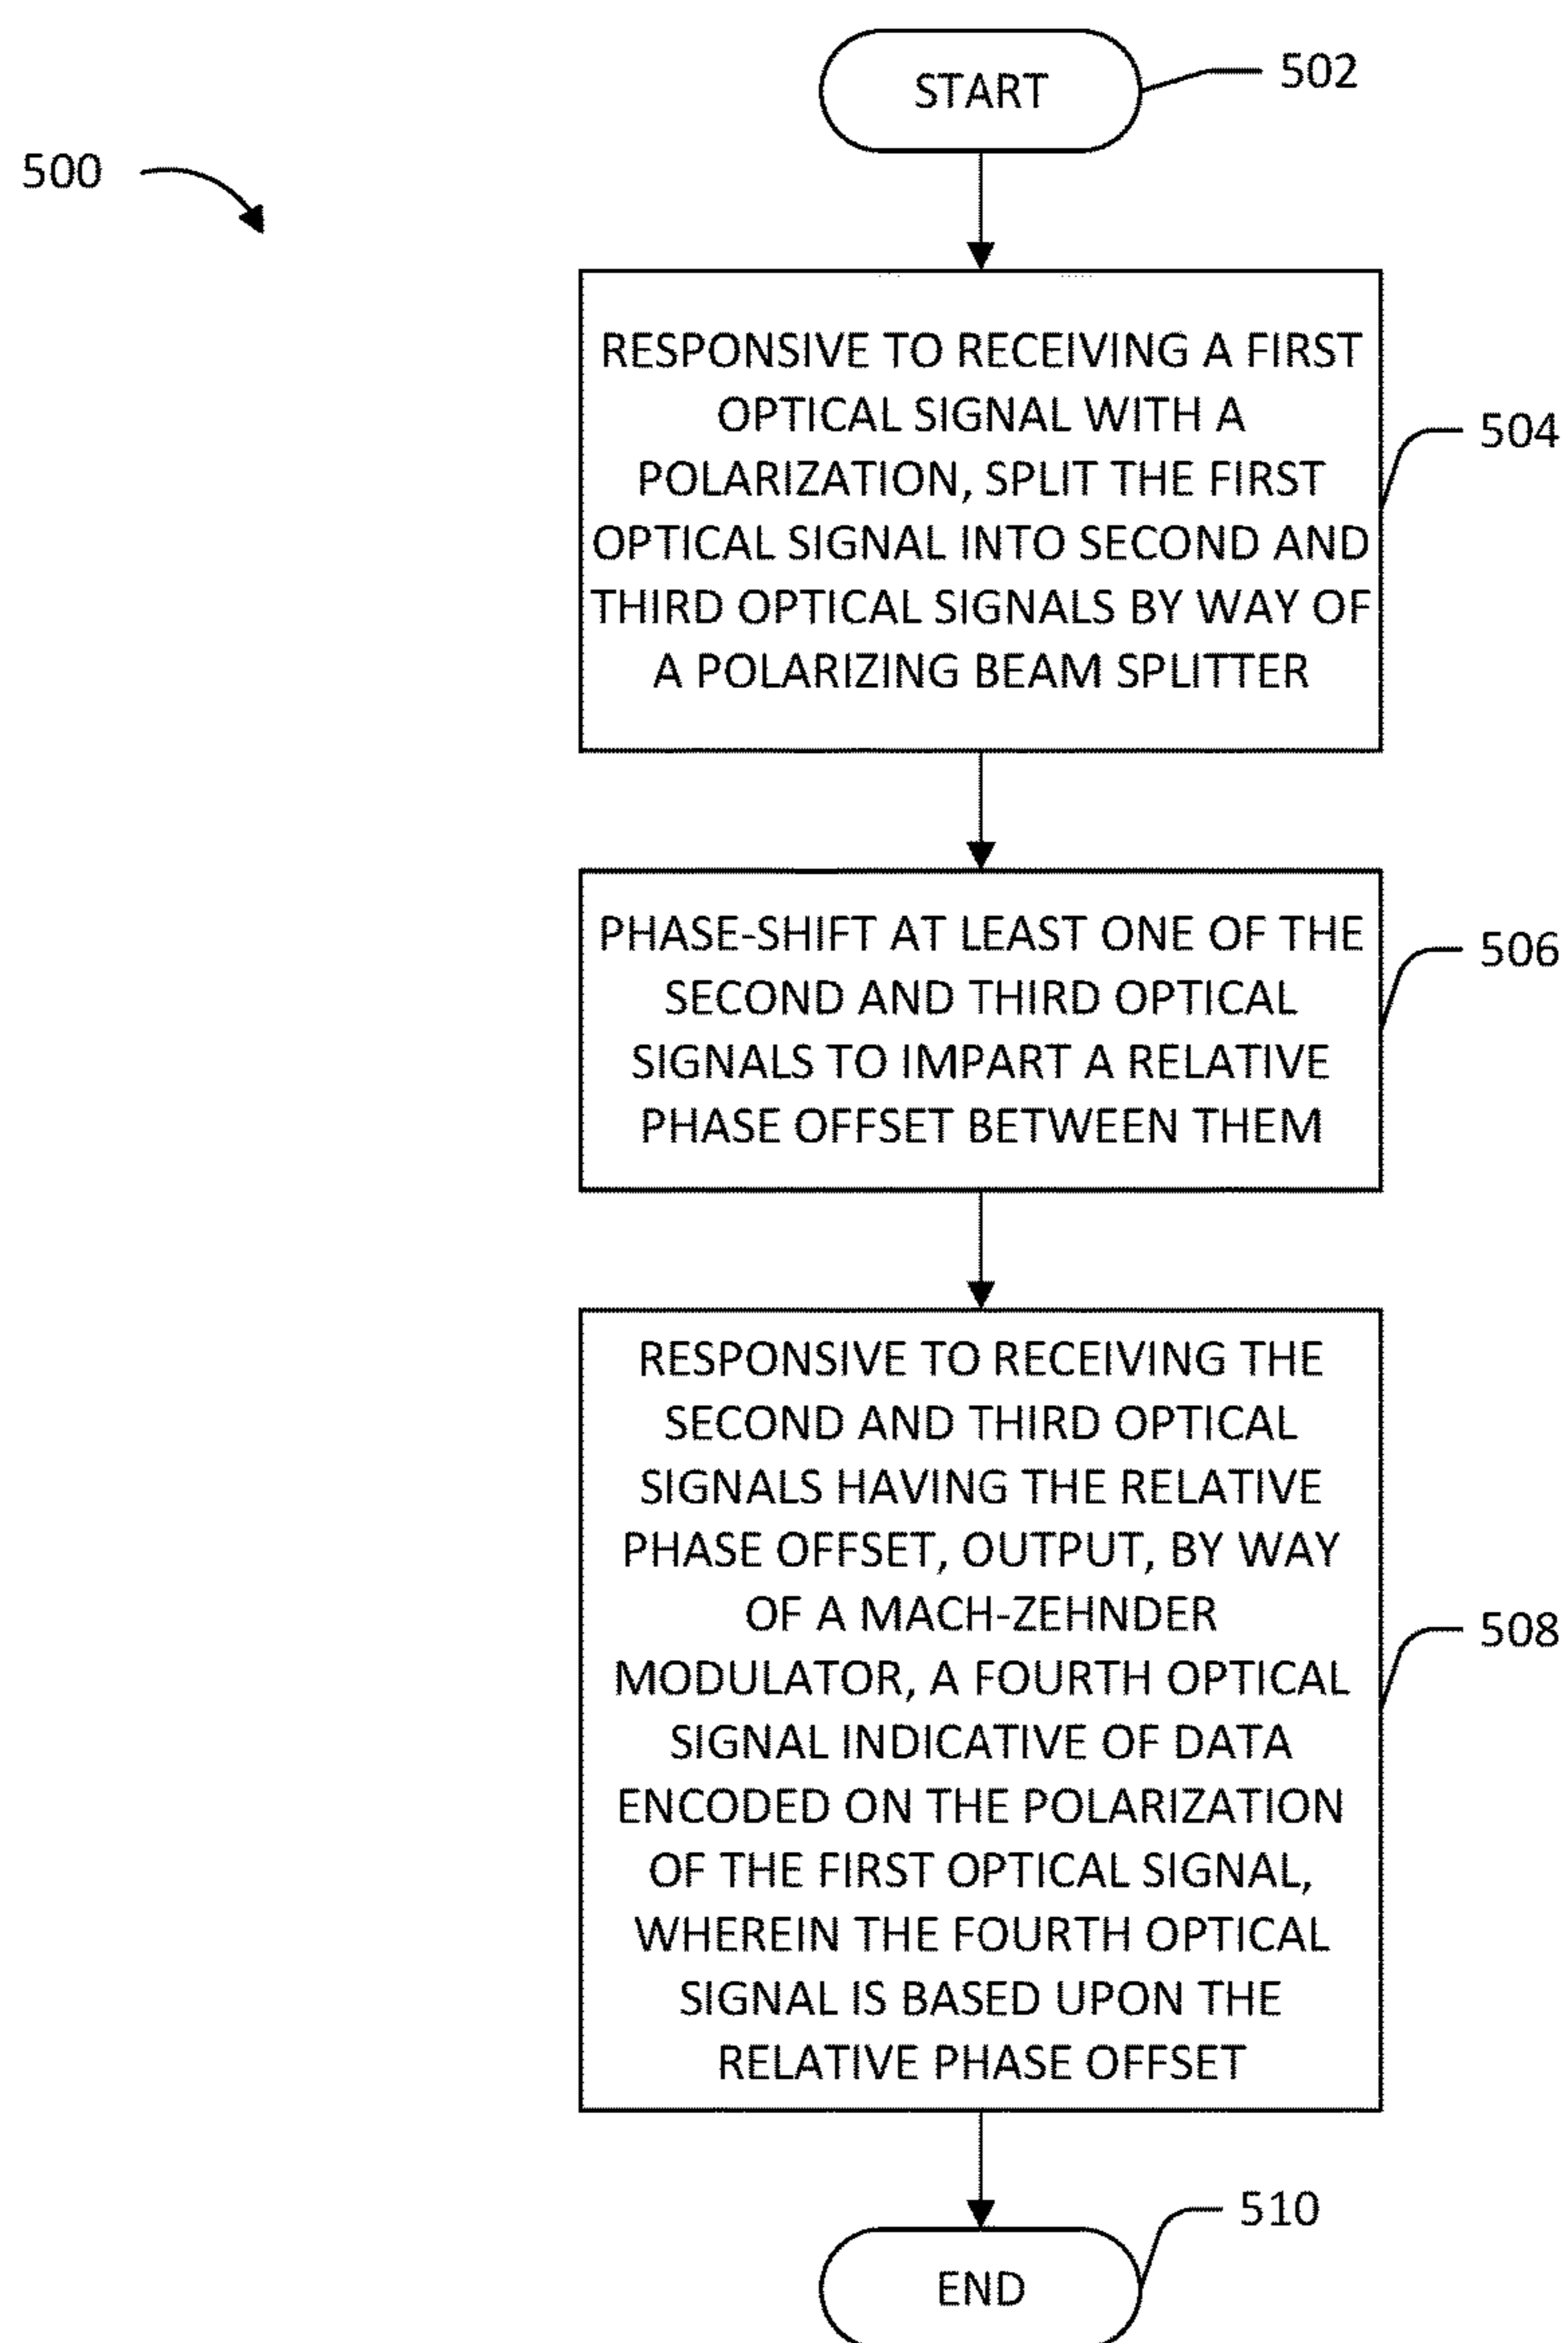 START
502
500
RESPONSIVE TO RECEIVING A FIRST
OPTICAL SIGNAL WITH A
POLARIZATION, SPLIT THE FIRST
OPTICAL SIGNAL INTO SECOND AND
THIRD OPTICAL SIGNALS BY WAY OF
A POLARIZING BEAM SPLITTER
504
PHASE-SHIFT AT LEAST ONE OF THE
SECOND AND THIRD OPTICAL
SIGNALS TO IMPART A RELATIVE
PHASE OFFSET BETWEEN THEM
506
RESPONSIVE TO RECEIVING THE
SECOND AND THIRD OPTICAL
SIGNALS HAVING THE RELATIVE
PHASE OFFSET, OUTPUT, BY WAY
OF A MACH-ZEHNDER
MODULATOR, A FOURTH OPTICAL
SIGNAL INDICATIVE OF DATA
ENCODED ON THE POLARIZATION
OF THE FIRST OPTICAL SIGNAL,
WHEREIN THE FOURTH OPTICAL
SIGNAL IS BASED UPON THE
RELATIVE PHASE OFFSET
508
510
END